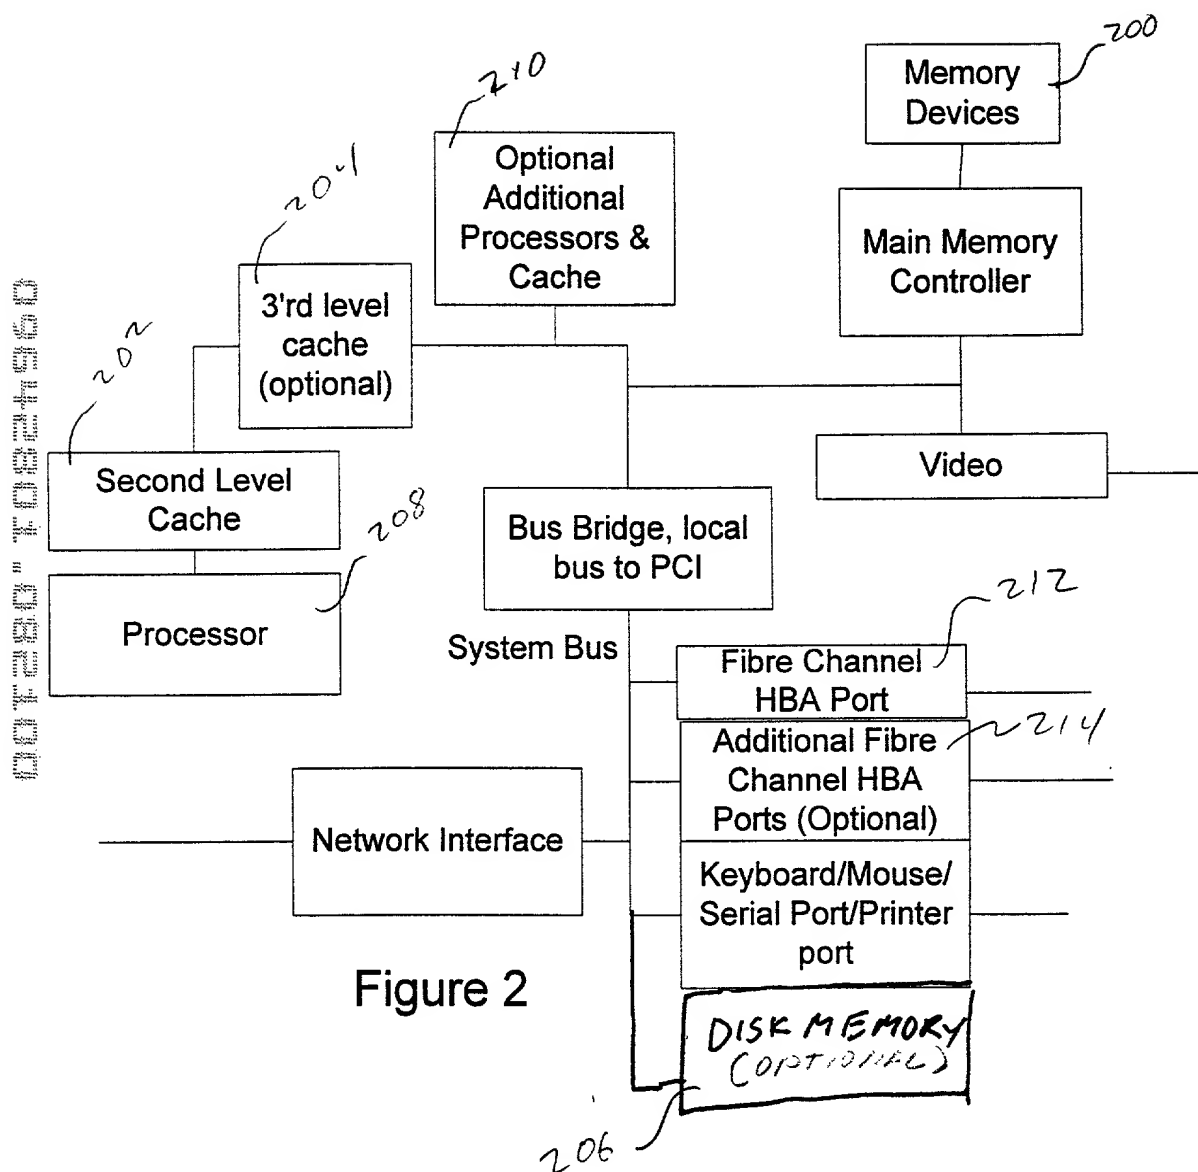 200
Memory
Devices
210
Optional
Additional
Processors &
Cache
204
3'rd level
cache
(optional)
Main Memory
Controller
202
Second Level
Cache
208
Processor
Video
Bus Bridge, local
bus to PCI
System Bus
212
Fibre Channel
HBA Port
214
Additional Fibre
Channel HBA
Ports (Optional)
Network Interface
Keyboard/Mouse/
Serial Port/Printer
port
DISK MEMORY
(OPTIONAL)
206
Figure 2